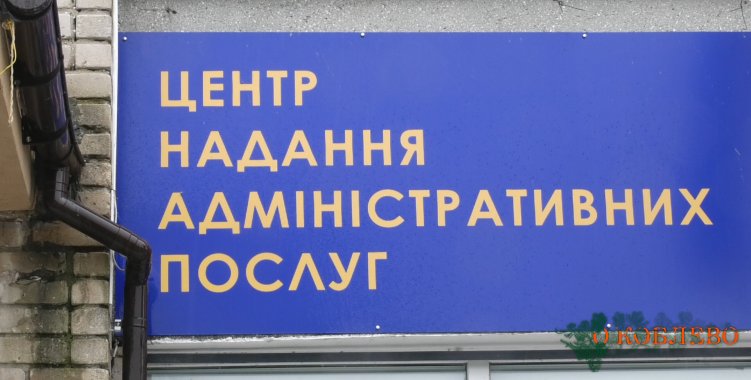 ЦЕНТР
НАДАННЯ
АДМІНІСТРАТИВНИХ
ПОСЛУГ
О КОБЛЕВО